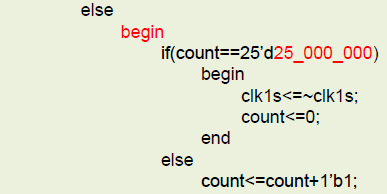 else
begin
if(count==25’d25_000_000)
begin
clk1s<=~clk1s;
count<=0;
end
else
count<=count+1’b1;